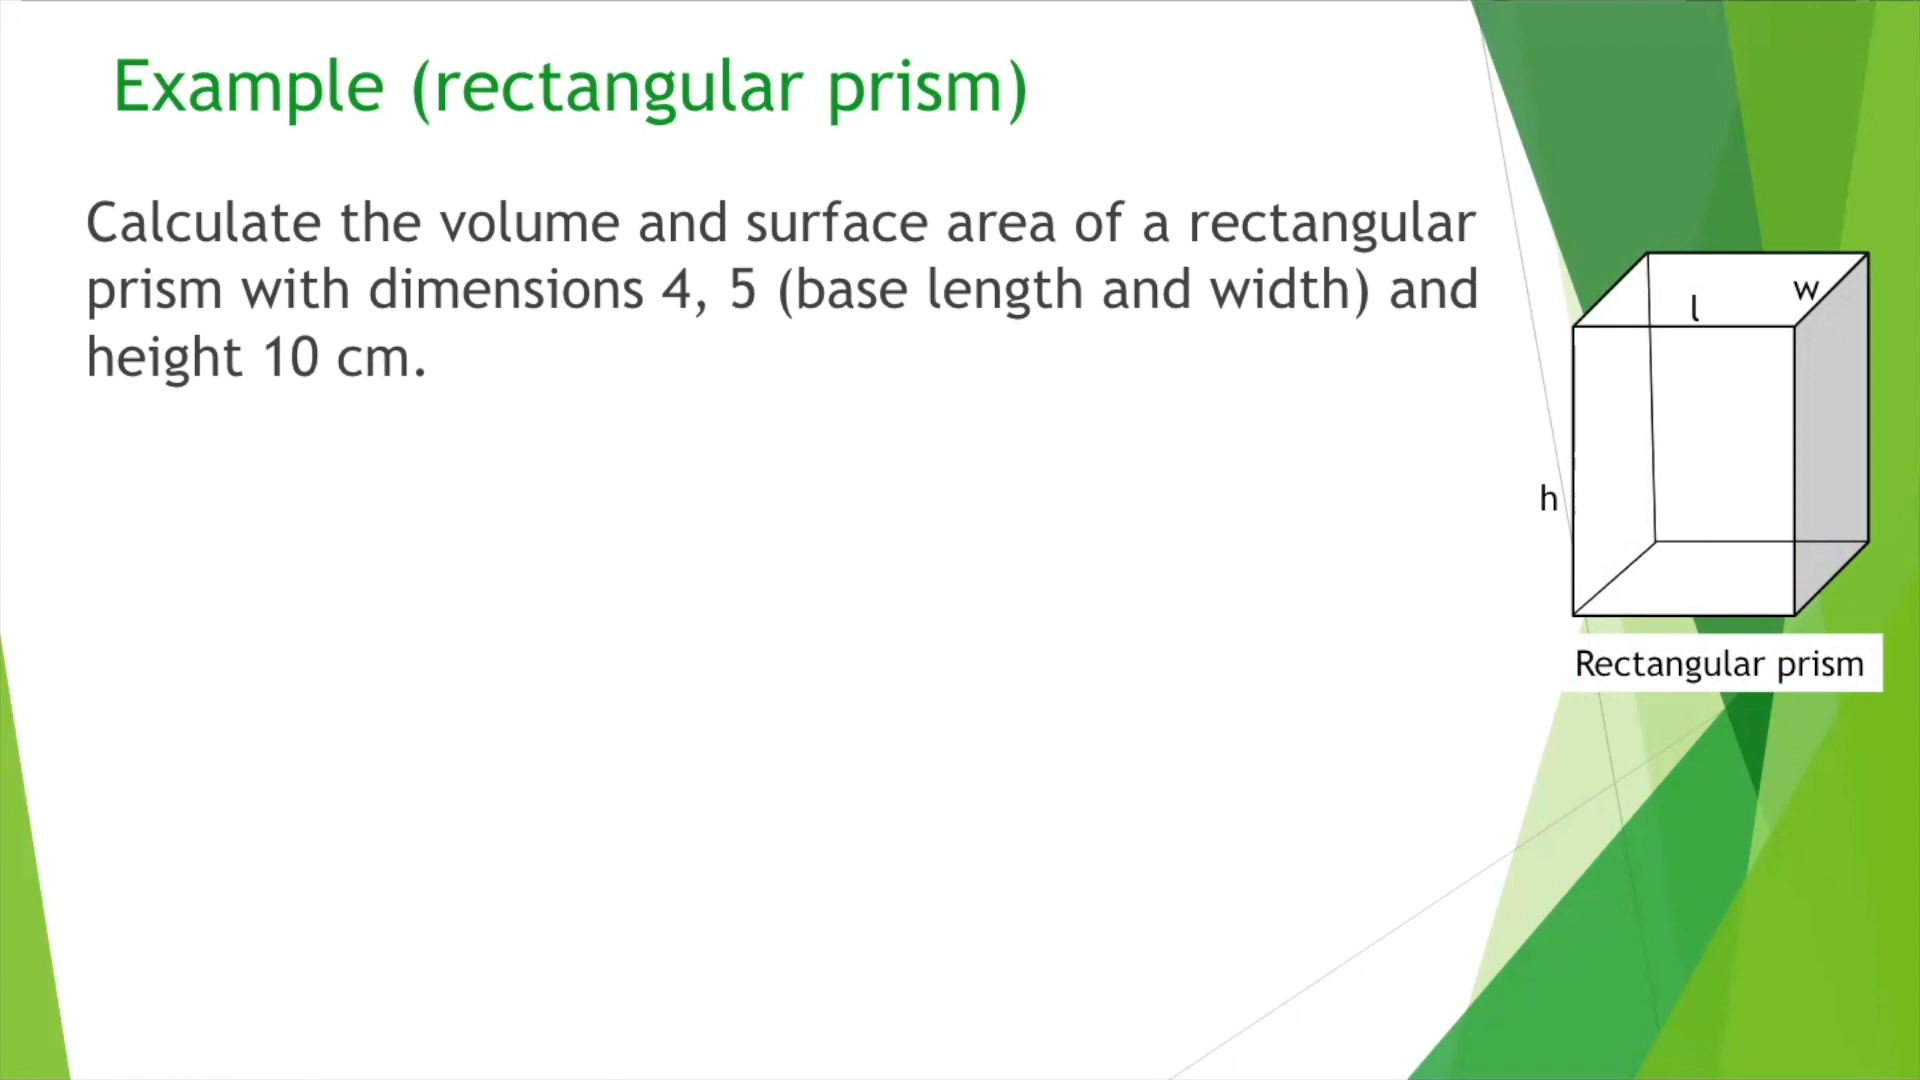 Example (rectangular prism)
Calculate the volume and surface area of a rectangular
prism with dimensions 4, 5 (base length and width) and
height 10 cm.
w
l
h
Rectangular prism